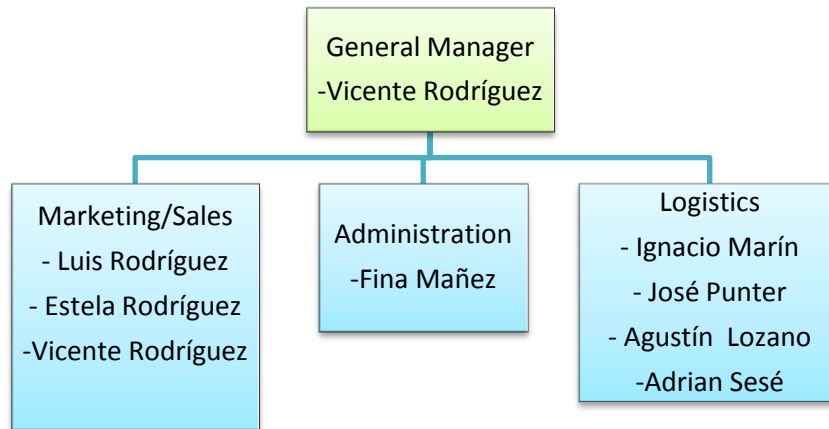 General Manager
-Vicente Rodríguez
Marketing/Sales
- Luis Rodríguez
- Estela Rodríguez
-Vicente Rodríguez
Administration
-Fina Mañez
Logistics
- Ignacio Marín
- José Punter
- Agustín  Lozano
-Adrian Sesé